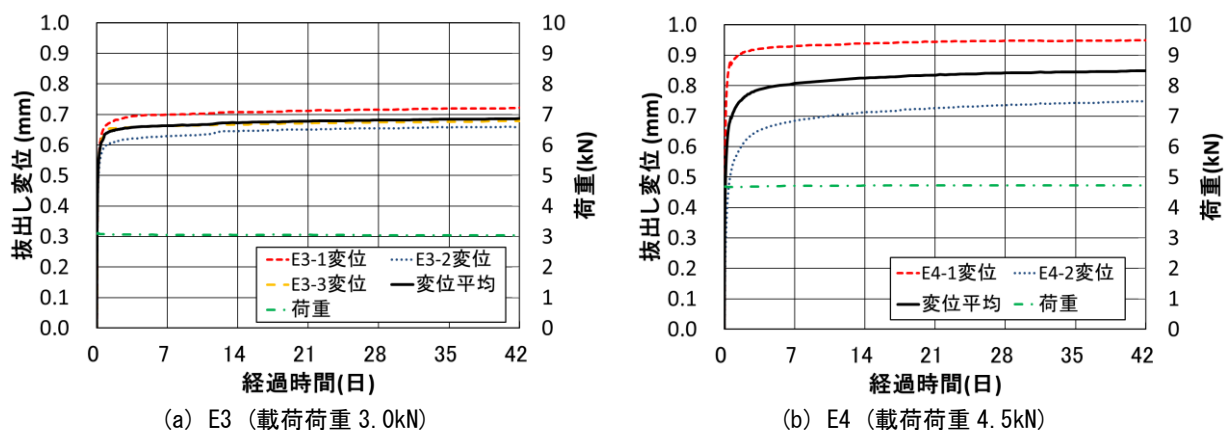 1.0
0.9
0.8
0.7
0.6
0.5
0.4
0.3
0.2
0.1
0.0
抜出し変位 (mm)
10
9
8
7
6
5
4
3
2
1
0
荷重(kN)
E3-1変位 E3-2変位
E3-3変位 変位平均
荷重
0 7 14 21 28 35 42
経過時間(日)
(a) E3 (載荷荷重 3.0kN)
1.0
0.9
0.8
0.7
0.6
0.5
0.4
0.3
0.2
0.1
0.0
抜出し変位 (mm)
10
9
8
7
6
5
4
3
2
1
0
荷重(kN)
E4-1変位 E4-2変位
変位平均 荷重
0 7 14 21 28 35 42
経過時間(日)
(b) E4 (載荷荷重 4.5kN)